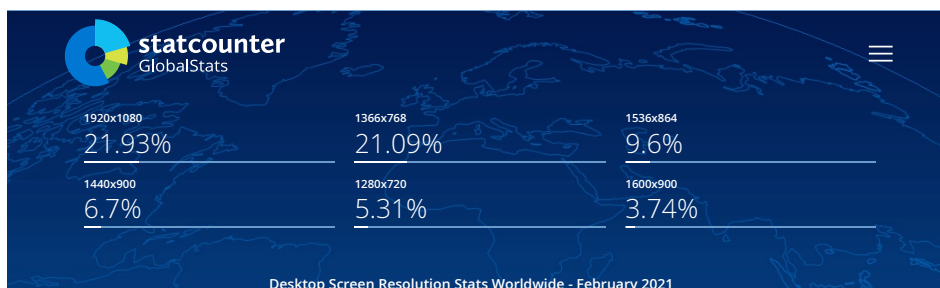 statcounter
GlobalStats
1920x1080
21.93%
1366x768
21.09%
1536x864
9.6%
1440x900
6.7%
1280x720
5.31%
1600x900
3.74%
Desktop Screen Resolution Stats Worldwide - February 2021